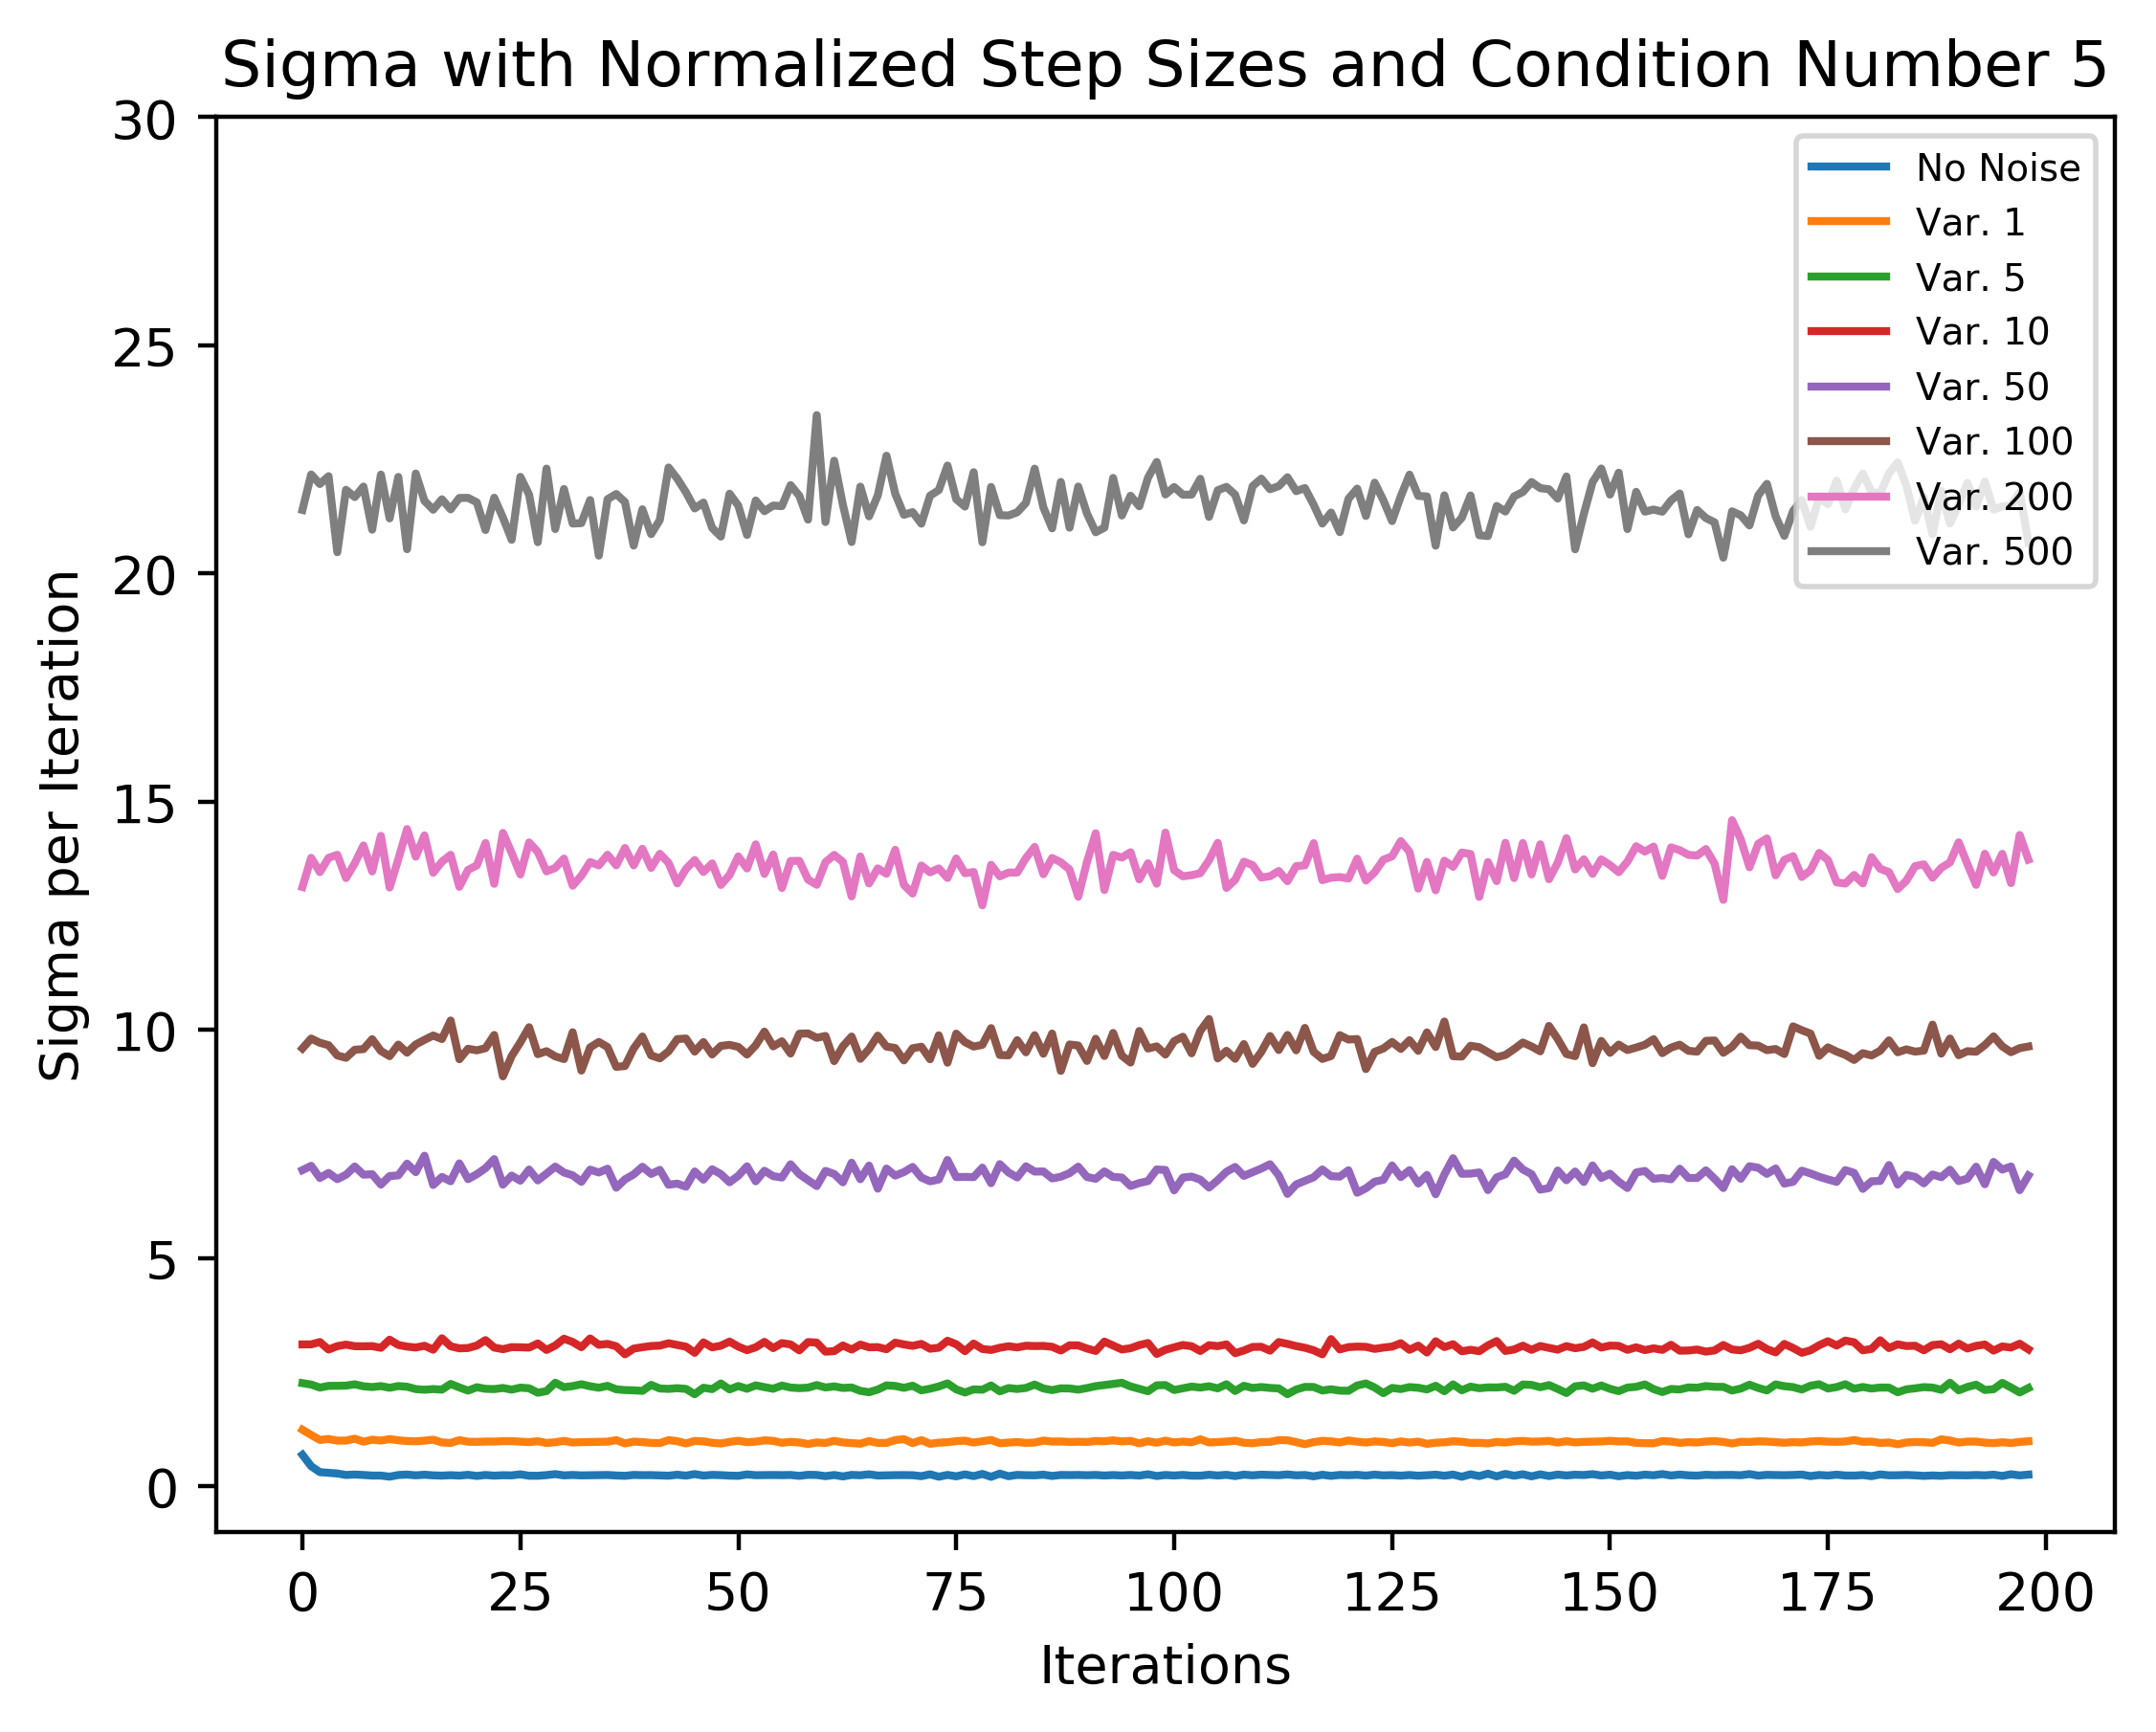 Sigma with Normalized Step Sizes and Condition Number 5
30
25
20
15
10
5
0
Sigma per Iteration
No Noise
Var. 1
Var. 5
Var. 10
Var. 50
Var. 100
Var. 200
Var. 500
0 25 50 75 100 125 150 175 200
Iterations